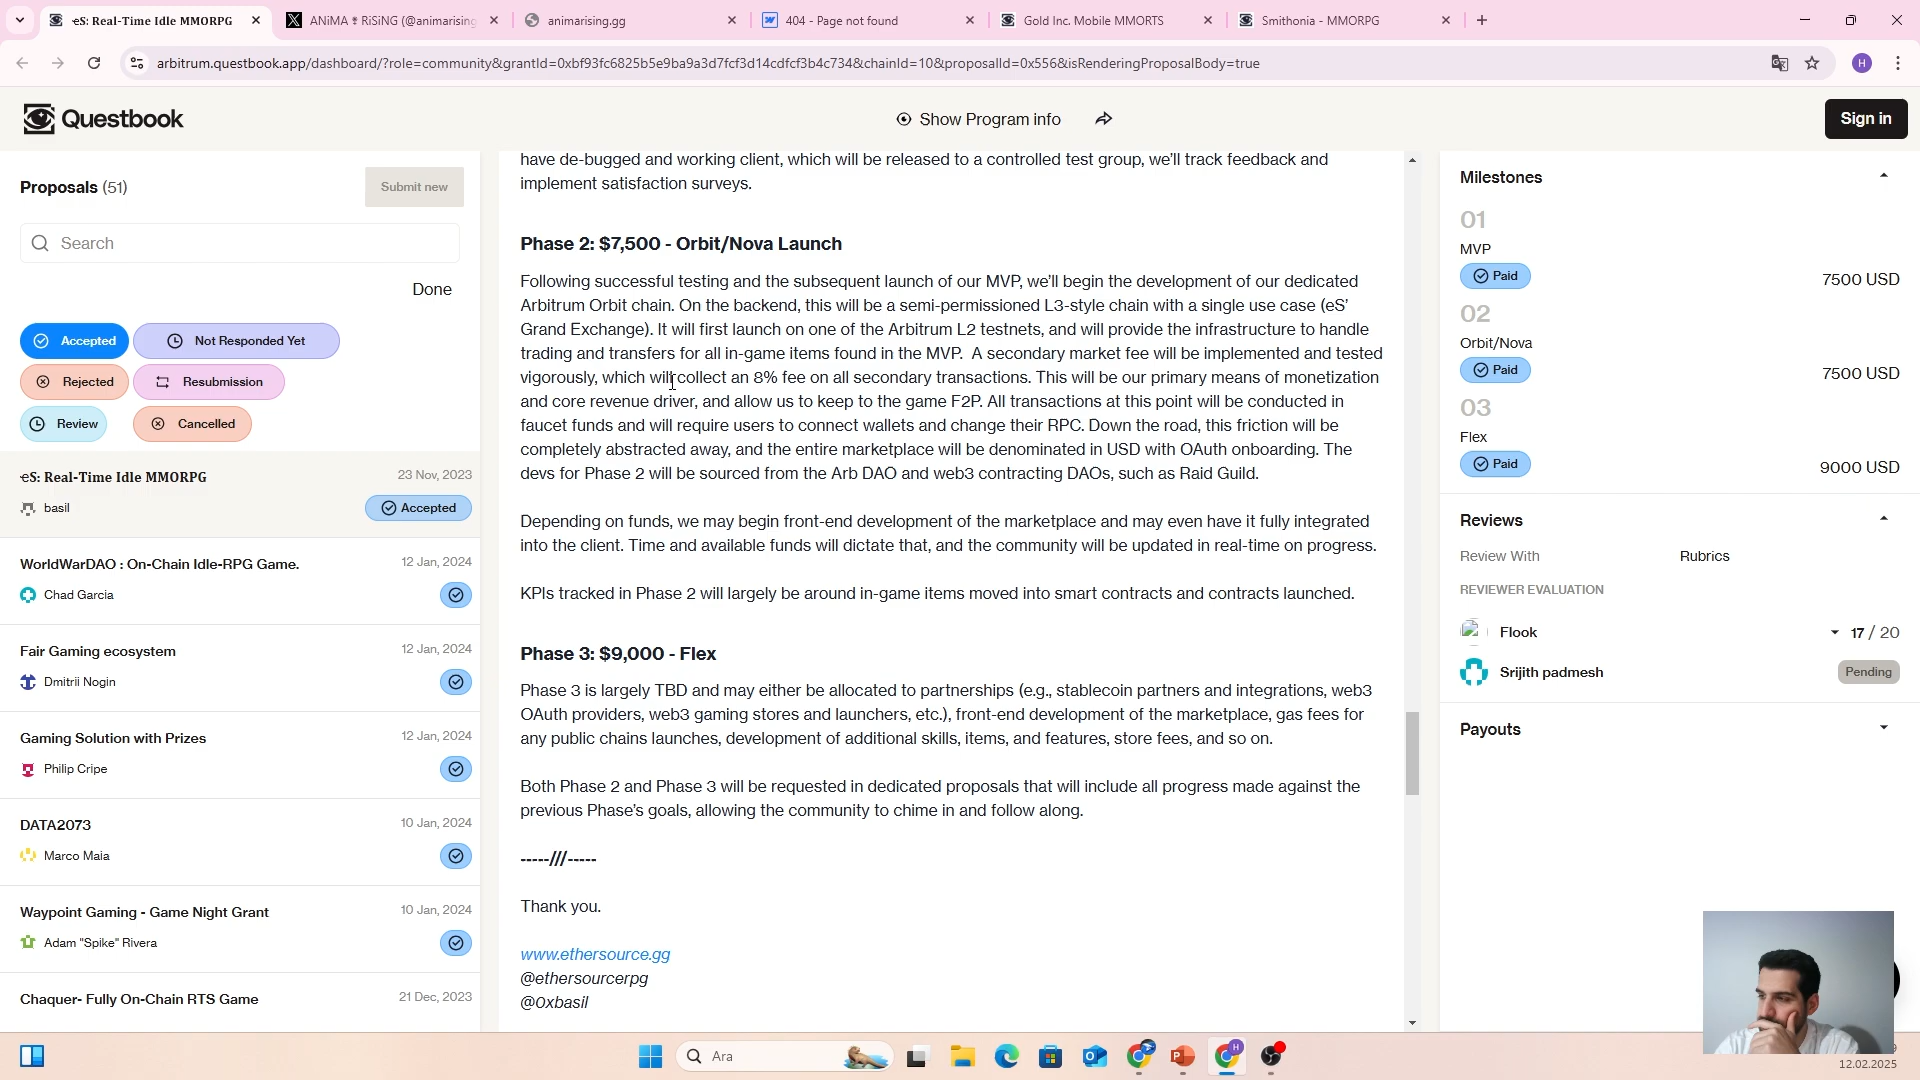 eS: Real-Time Idle MMORPG
ANiMA RiSiNG (@animarising
animarising.gg
404 - Page not found
Gold Inc. Mobile MMORTS
Smithonia - MMORPG
arbitrum.questbook.app/dashboard/?role=community&grantId=0xbf93fc6825b5e9ba9a3d7fcf3d14cdfcf3b4c734&chainId=10&proposalId=0x556&isRenderingProposalBody=true
H
Questbook
Show Program info
Sign in
Proposals (51)
Submit new
Search
Done
Accepted
Not Responded Yet
Rejected
Resubmission
Review
Cancelled
eS: Real-Time Idle MMORPG
23 Nov, 2023
basil
Accepted
WorldWarDAO : On-Chain Idle-RPG Game.
12 Jan, 2024
Chad Garcia
Fair Gaming ecosystem
12 Jan, 2024
Dmitrii Nogin
Gaming Solution with Prizes
12 Jan, 2024
Philip Cripe
DATA2073
10 Jan, 2024
Marco Maia
Waypoint Gaming - Game Night Grant
10 Jan, 2024
Adam "Spike" Rivera
Chaquer- Fully On-Chain RTS Game
21 Dec, 2023
have de-bugged and working client, which will be released to a controlled test group, we’ll track feedback and
implement satisfaction surveys.
Phase 2: $7,500 - Orbit/Nova Launch
Following successful testing and the subsequent launch of our MVP, we’ll begin the development of our dedicated
Arbitrum Orbit chain. On the backend, this will be a semi-permissioned L3-style chain with a single use case (eS’
Grand Exchange). It will first launch on one of the Arbitrum L2 testnets, and will provide the infrastructure to handle
trading and transfers for all in-game items found in the MVP.  A secondary market fee will be implemented and tested
vigorously, which will collect an 8% fee on all secondary transactions. This will be our primary means of monetization
and core revenue driver, and allow us to keep to the game F2P. All transactions at this point will be conducted in
faucet funds and will require users to connect wallets and change their RPC. Down the road, this friction will be
completely abstracted away, and the entire marketplace will be denominated in USD with OAuth onboarding. The
devs for Phase 2 will be sourced from the Arb DAO and web3 contracting DAOs, such as Raid Guild.
Depending on funds, we may begin front-end development of the marketplace and may even have it fully integrated
into the client. Time and available funds will dictate that, and the community will be updated in real-time on progress.
KPIs tracked in Phase 2 will largely be around in-game items moved into smart contracts and contracts launched.
Phase 3: $9,000 - Flex
Phase 3 is largely TBD and may either be allocated to partnerships (e.g., stablecoin partners and integrations, web3
OAuth providers, web3 gaming stores and launchers, etc.), front-end development of the marketplace, gas fees for
any public chains launches, development of additional skills, items, and features, store fees, and so on.
Both Phase 2 and Phase 3 will be requested in dedicated proposals that will include all progress made against the
previous Phase’s goals, allowing the community to chime in and follow along.
-----///-----
Thank you.
www.ethersource.gg
@ethersourcerpg
@0xbasil
Milestones
01
MVP
Paid
7500 USD
02
Orbit/Nova
Paid
7500 USD
03
Flex
Paid
9000 USD
Reviews
Review With
Rubrics
REVIEWER EVALUATION
Flook
17 / 20
Srijith padmesh
Pending
Payouts
Ara
H
12.02.2025